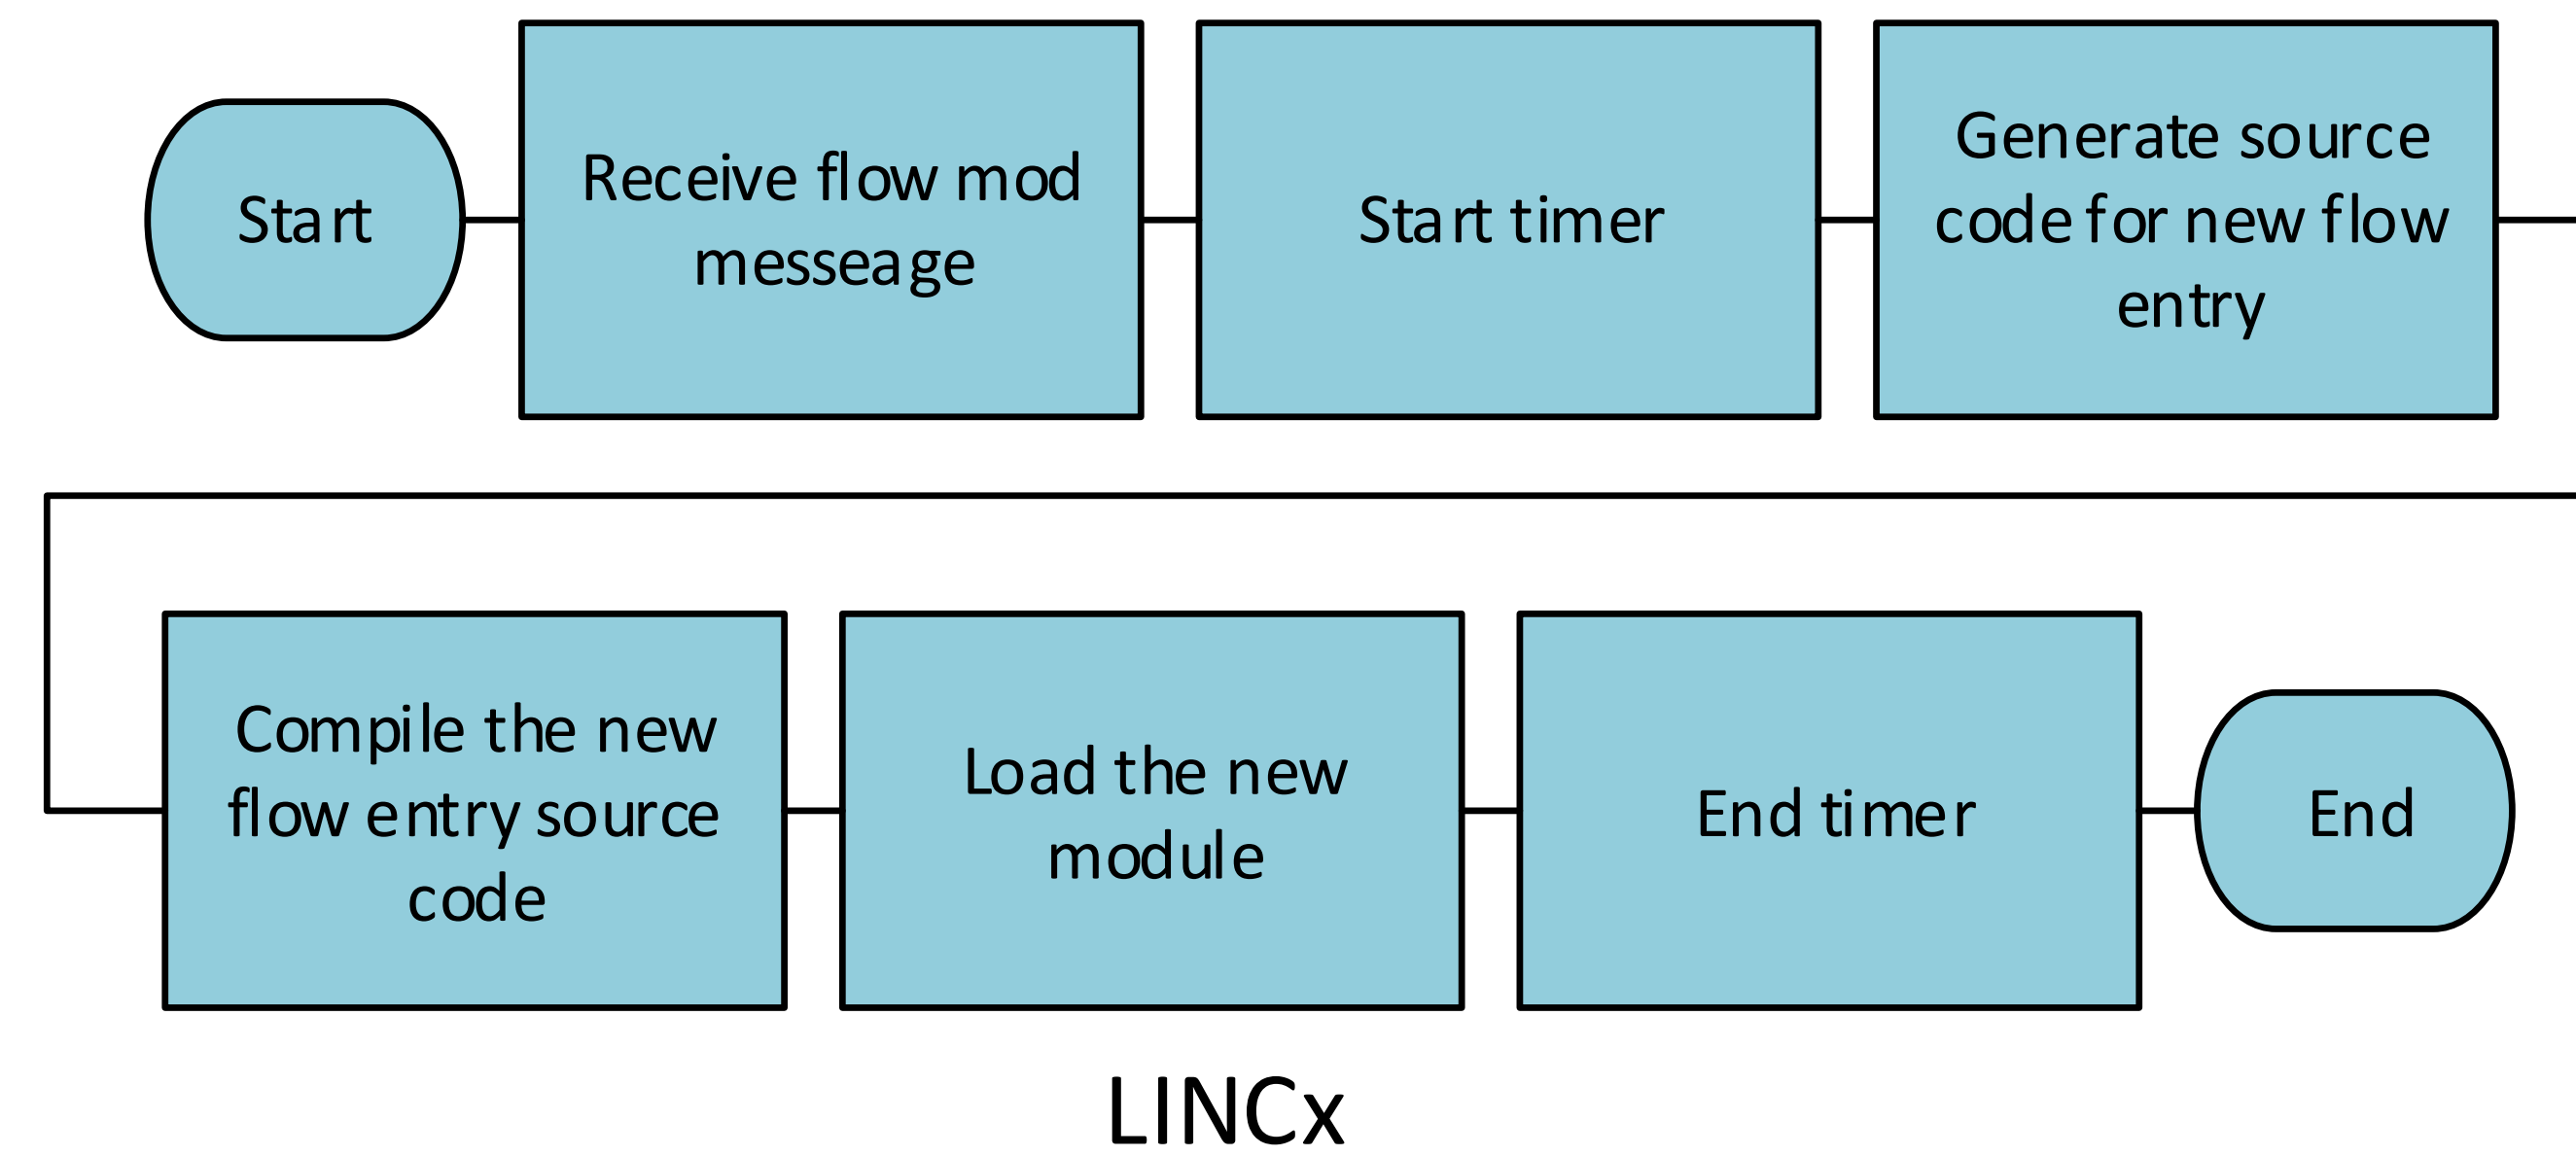 Start
Receive flow mod
messeage
Start timer
Generate source
code for new flow
entry
Compile the new
flow entry source
code
Load the new
module
End timer
End
LINCx